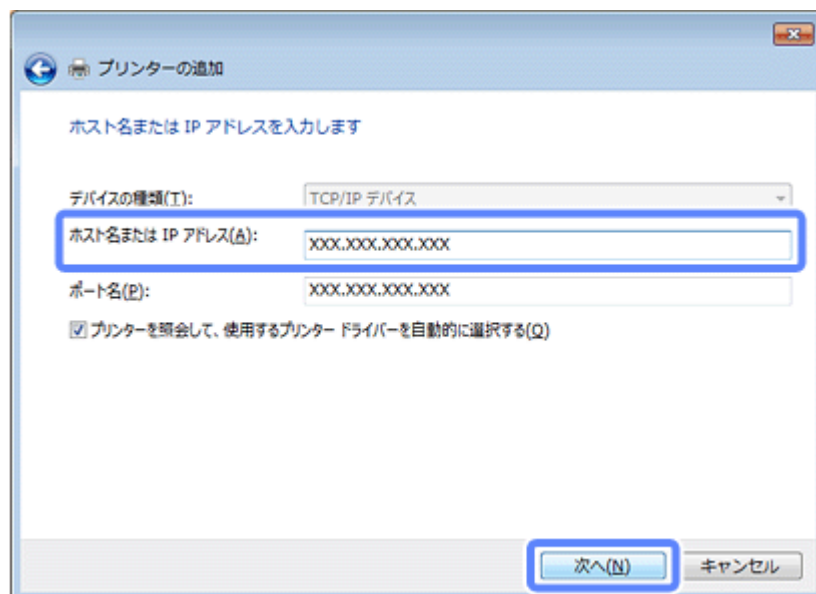 プリンターの追加
ホスト名または IP アドレスを入力します
デバイスの種類(T): TCP/IP デバイス
ホスト名または IP アドレス(A): XXX.XXX.XXX.XXX
ポート名(P): XXX.XXX.XXX.XXX
プリンターを照会して、使用するプリンター ドライバーを自動的に選択する(Q)
次へ(N) キャンセル